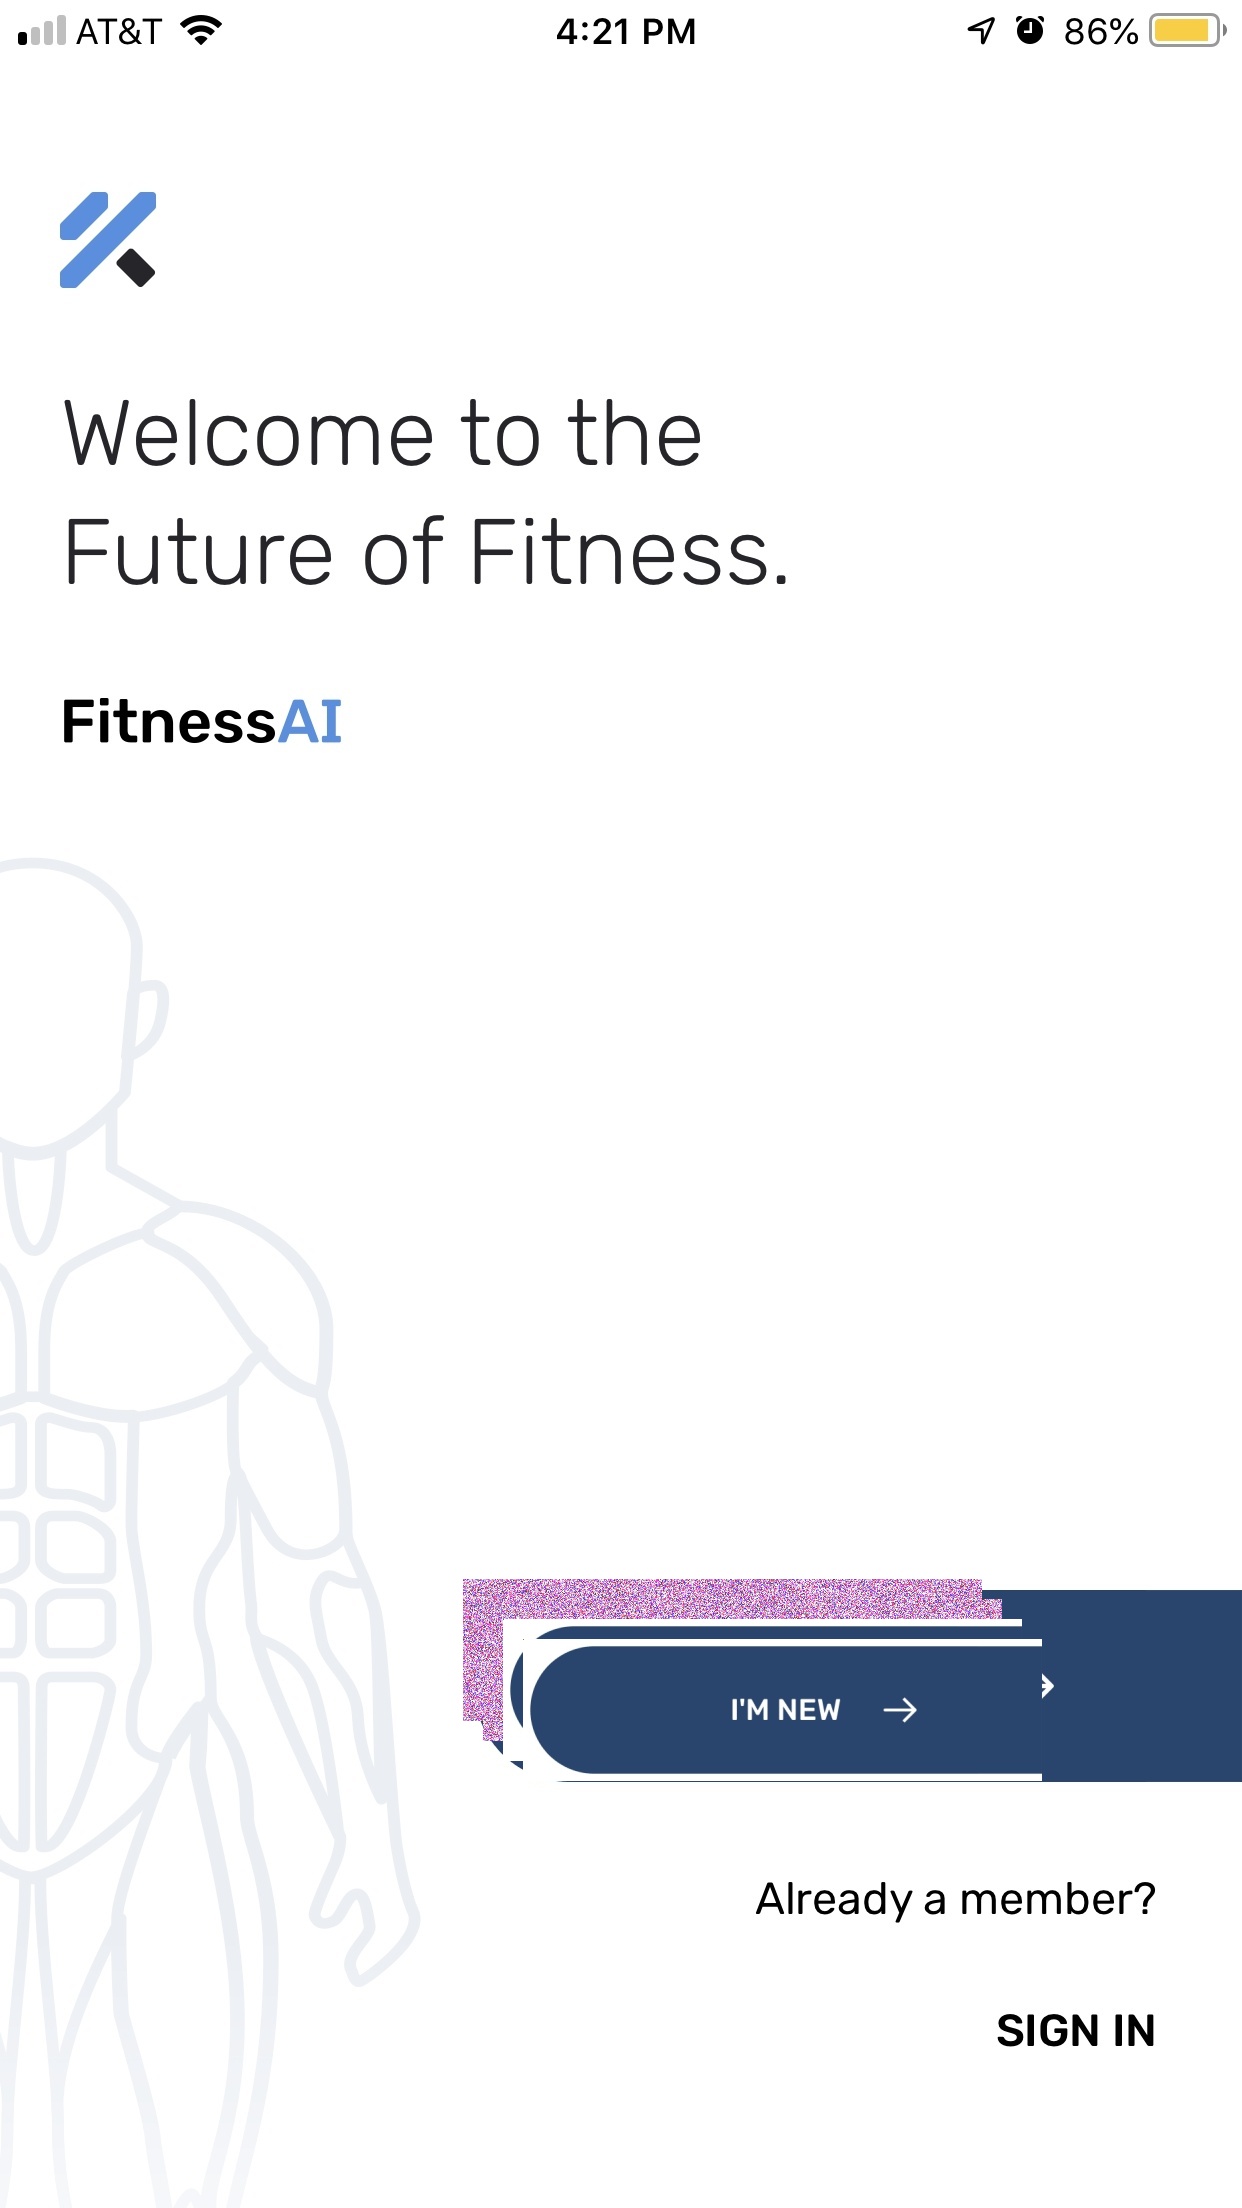 AT&T 4:21 PM 86%
Welcome to the
Future of Fitness.
FitnessAI
I'M NEW
Already a member?
SIGN IN